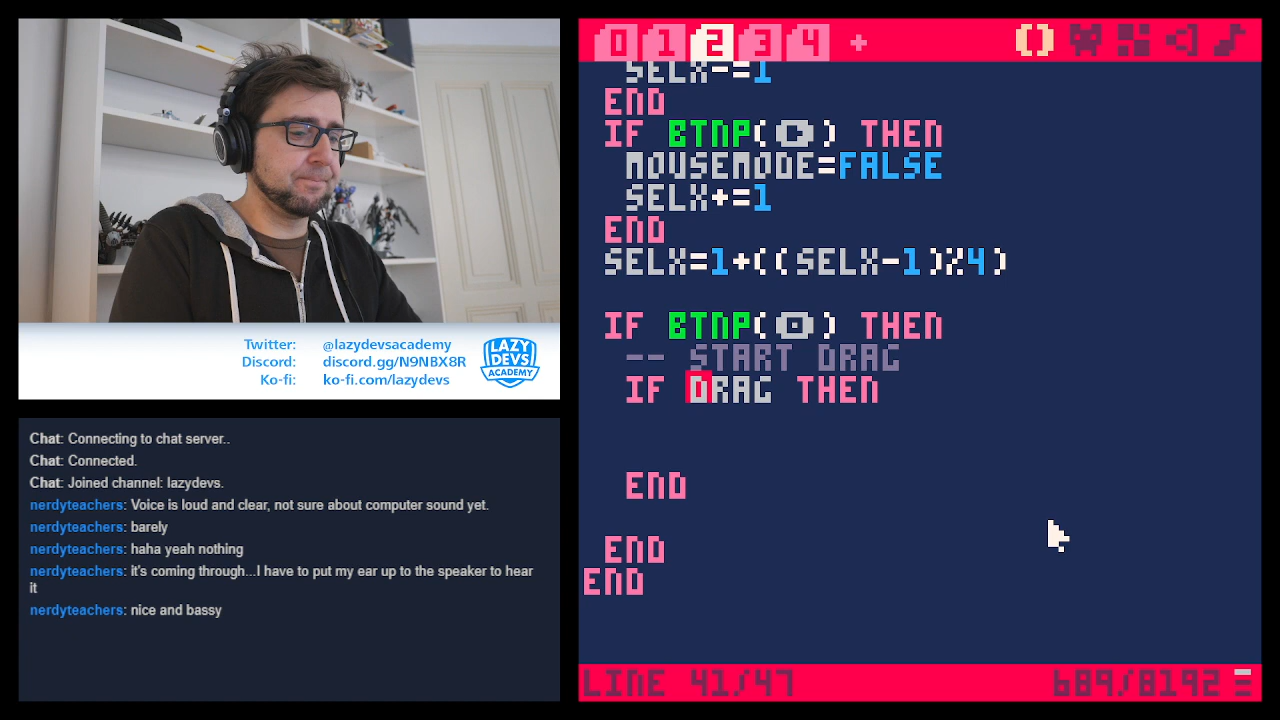 Twitter: @lazydevsacademy
Discord: discord.gg/N9NBX8R
Ko-fi: ko-fi.com/lazydevs
LAZY
DEVS
ACADEMY
Chat: Connecting to chat server..
Chat: Connected.
Chat: Joined channel: lazydevs.
nerdyteachers: Voice is loud and clear, not sure about computer sound yet.
nerdyteachers: barely
nerdyteachers: haha yeah nothing
nerdyteachers: it's coming through...I have to put my ear up to the speaker to hear
it
nerdyteachers: nice and bassy
0 1 2 3 4 +
SELX-=1
END
IF BTNP(➡️) THEN
MOUSEMODE=FALSE
SELX+=1
END
SELX=1+((SELX-1)%4)
IF BTNP(🅾️) THEN
-- START DRAG
IF DRAG THEN
END
END
END
LINE 41/47
689/8192